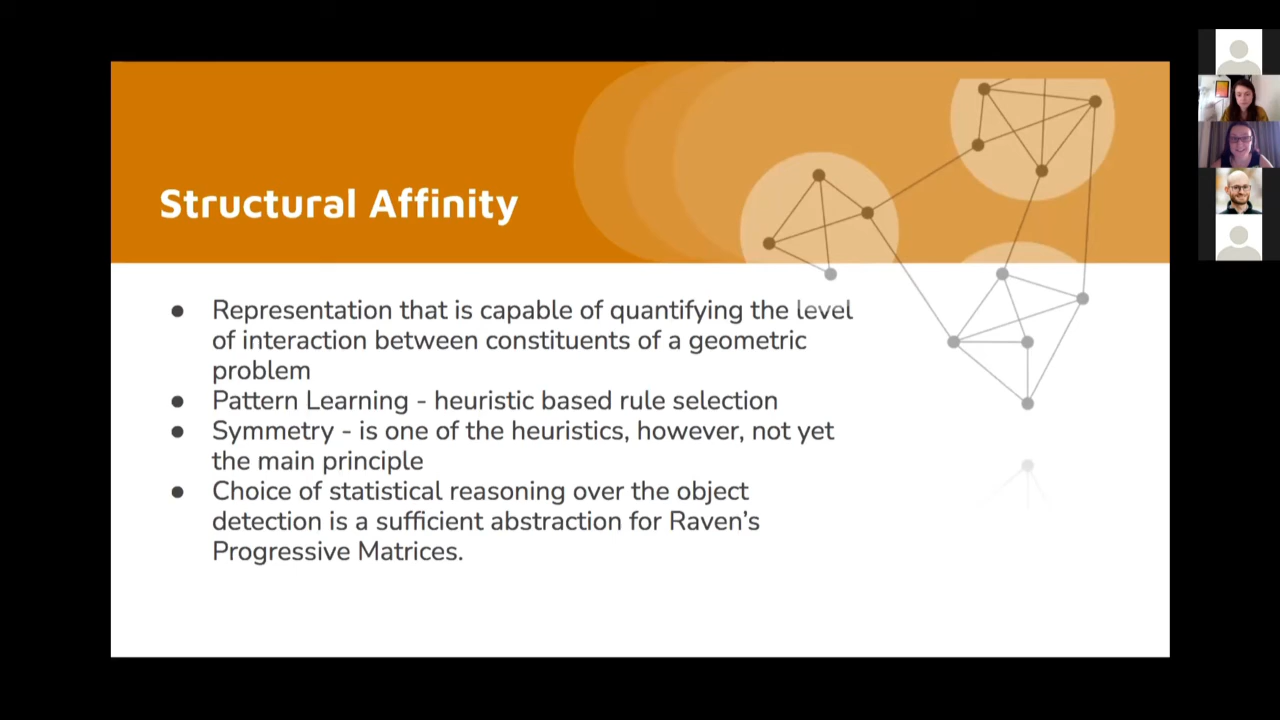 Structural Affinity
● Representation that is capable of quantifying the level
of interaction between constituents of a geometric
problem
● Pattern Learning - heuristic based rule selection
● Symmetry - is one of the heuristics, however, not yet
the main principle
● Choice of statistical reasoning over the object
detection is a sufficient abstraction for Raven’s
Progressive Matrices.